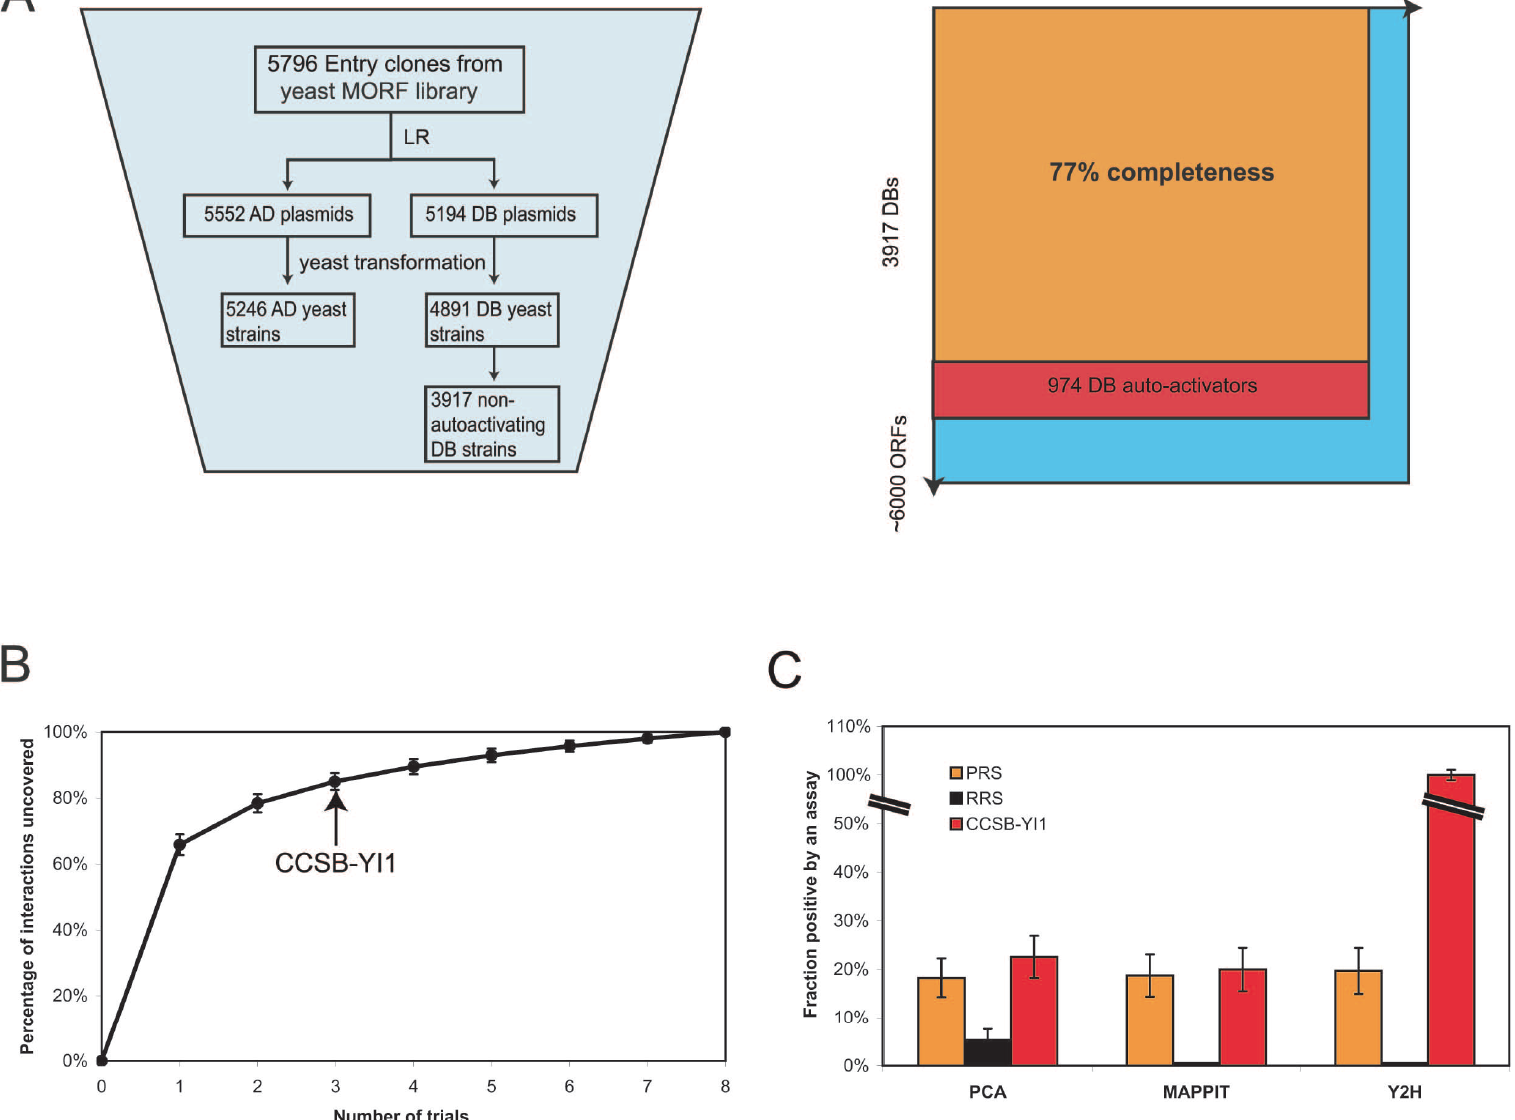 A
5796 Entry clones from
yeast MORF library
LR
5552 AD plasmids
5194 DB plasmids
yeast transformation
5246 AD yeast
strains
4891 DB yeast
strains
3917 non-
autoactivating
DB strains
77% completeness
974 DB auto-activators
3917 DBs
~6000 ORFs
B
Percentage of interactions uncovered
100%
80%
60%
40%
20%
0%
CCSB-YI1
0 1 2 3 4 5 6 7 8
Number of trials
C
Fraction positive by an assay
110%
100%
50%
40%
30%
20%
10%
0%
PRS
RRS
CCSB-YI1
PCA MAPPIT Y2H